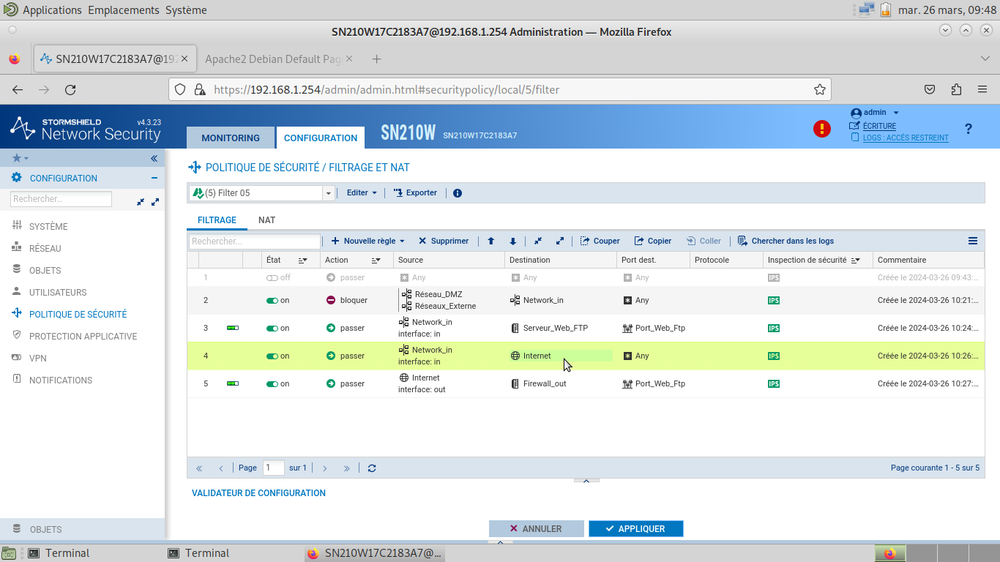 Applications Emplacements Système mar. 26 mars, 09:48
SN210W17C2183A7@192.168.1.254 Administration — Mozilla Firefox
SN210W17C2183A7@192 Apache2 Debian Default Pag
https://192.168.1.254/admin/admin.html#securitypolicy/local/5/filter
STORMSHIELD v4.3.23
Network Security
MONITORING CONFIGURATION SN210W SN210W17C2183A7
admin
ÉCRITURE
LOGS : ACCÈS RESTREINT
?
CONFIGURATION
Rechercher...
SYSTÈME
RÉSEAU
OBJETS
UTILISATEURS
POLITIQUE DE SÉCURITÉ
PROTECTION APPLICATIVE
VPN
NOTIFICATIONS
OBJETS
POLITIQUE DE SÉCURITÉ / FILTRAGE ET NAT
(5) Filter 05 Editer Exporter
FILTRAGE NAT
Rechercher... Nouvelle règle Supprimer Couper Copier Coller Chercher dans les logs
État Action Source Destination Port dest. Protocole Inspection de sécurité Commentaire
1 off passer Any Any Any IPS Créée le 2024-03-26 09:43:...
2 on bloquer Réseau_DMZ Network_in Any IPS Créée le 2024-03-26 10:21:...
Réseaux_Externe
3 on passer Network_in Serveur_Web_FTP Port_Web_Ftp IPS Créée le 2024-03-26 10:24:...
interface: in
4 on passer Network_in Internet Any IPS Créée le 2024-03-26 10:26:...
interface: in
5 on passer Internet Firewall_out Port_Web_Ftp IPS Créée le 2024-03-26 10:27:...
interface: out
Page 1 sur 1 Page courante 1 - 5 sur 5
VALIDATEUR DE CONFIGURATION
ANNULER APPLIQUER
Terminal Terminal SN210W17C2183A7@...